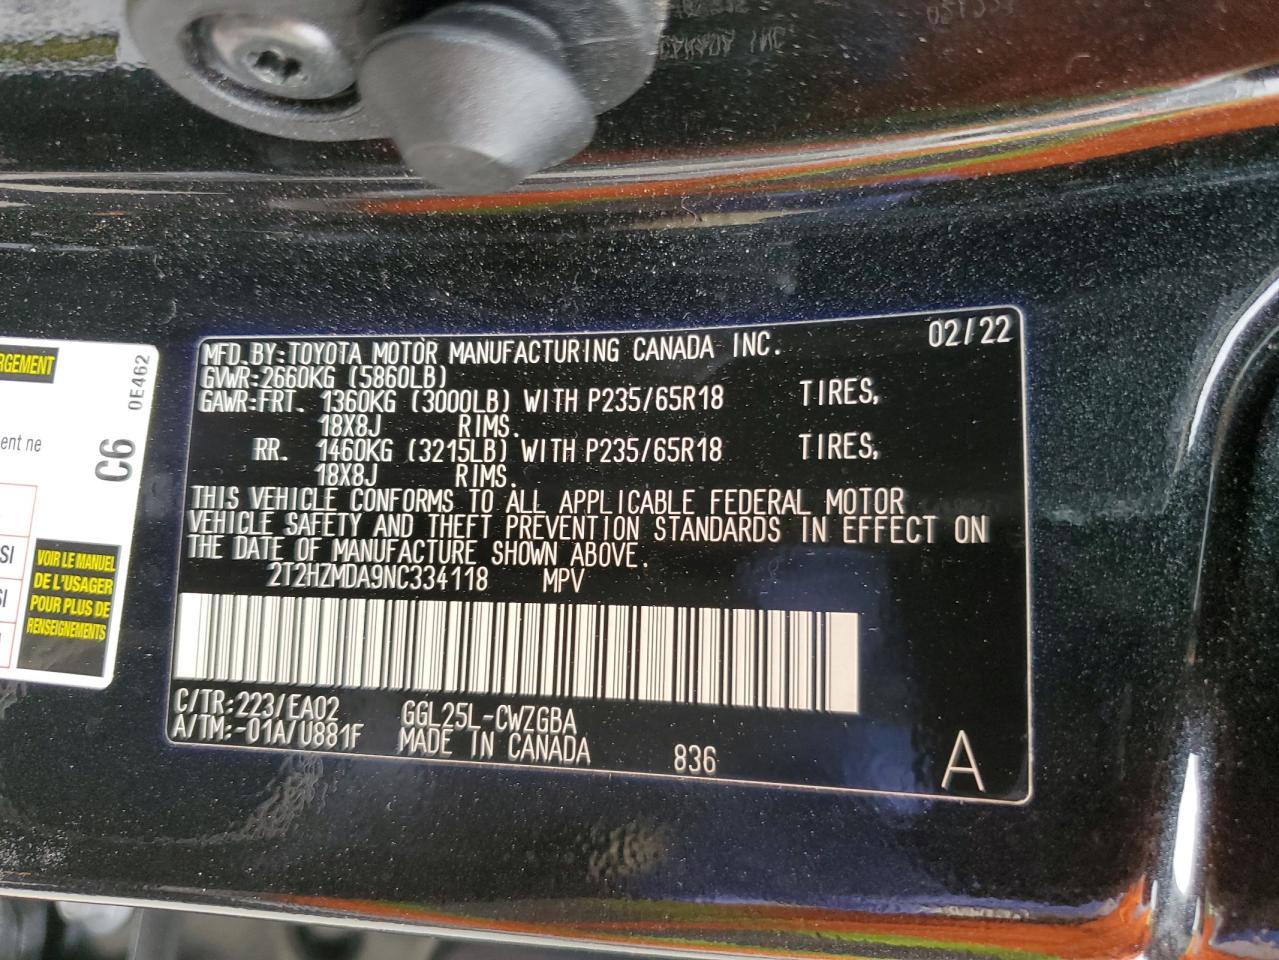 CANADA INC
MFD.BY:TOYOTA MOTOR MANUFACTURING CANADA INC. 02/22
GVWR:2660KG (5860LB)
GAWR:FRT. 1360KG (3000LB) WITH P235/65R18 TIRES,
18X8J RIMS.
RR. 1460KG (3215LB) WITH P235/65R18 TIRES,
18X8J RIMS.
THIS VEHICLE CONFORMS TO ALL APPLICABLE FEDERAL MOTOR
VEHICLE SAFETY AND THEFT PREVENTION STANDARDS IN EFFECT ON
THE DATE OF MANUFACTURE SHOWN ABOVE.
2T2HZMDA9NC334118 MPV
C/TR:223/EA02 GGL25L-CWZGBA
A/TM:-01A/U881F MADE IN CANADA 836 A
RGEMENT
ent ne
SI
SI
C6
0E462
VOIR LE MANUEL
DE L'USAGER
POUR PLUS DE
RENSEIGNEMENTS